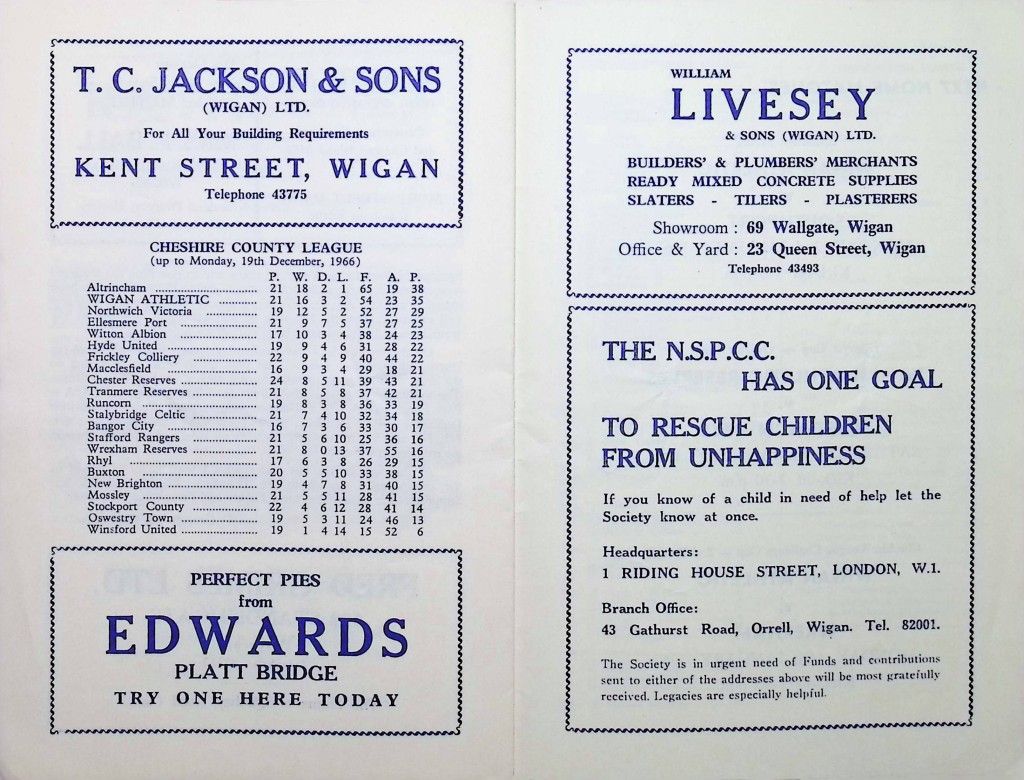 T. C. JACKSON & SONS
(WIGAN) LTD.
For All Your Building Requirements
KENT STREET, WIGAN
Telephone 43775
CHESHIRE COUNTY LEAGUE
(up to Monday, 19th December, 1966)
P. W. D. L. F. A. P.
Altrincham ........ 21 18 2 1 65 19 38
WIGAN ATHLETIC ........ 21 16 3 2 54 23 35
Northwich Victoria ........ 19 12 5 2 52 27 29
Ellesmere Port ........ 21 9 7 5 37 27 25
Witton Albion ........ 17 10 3 4 38 24 23
Hyde United ........ 19 9 4 6 31 28 22
Frickley Colliery ........ 22 9 4 9 40 44 22
Macclesfield ........ 16 9 3 4 29 18 21
Chester Reserves ........ 24 8 5 11 39 43 21
Tranmere Reserves ........ 21 8 5 8 37 42 21
Runcorn ........ 19 8 3 8 36 33 19
Stalybridge Celtic ........ 21 7 4 10 32 34 18
Bangor City ........ 16 7 3 6 33 30 17
Stafford Rangers ........ 21 5 6 10 25 36 16
Wrexham Reserves ........ 21 8 0 13 37 55 16
Rhyl ........ 17 6 3 8 26 29 15
Buxton ........ 20 5 5 10 33 38 15
New Brighton ........ 19 4 7 8 31 40 15
Mossley ........ 21 5 5 11 28 41 15
Stockport County ........ 22 4 6 12 28 41 14
Oswestry Town ........ 19 5 3 11 24 46 13
Winsford United ........ 19 1 4 14 15 52 6
PERFECT PIES
from
EDWARDS
PLATT BRIDGE
TRY ONE HERE TODAY
WILLIAM
LIVESEY
& SONS (WIGAN) LTD.
BUILDERS' & PLUMBERS' MERCHANTS
READY MIXED CONCRETE SUPPLIES
SLATERS - TILERS - PLASTERERS
Showroom : 69 Wallgate, Wigan
Office & Yard : 23 Queen Street, Wigan
Telephone 43493
THE N.S.P.C.C.
HAS ONE GOAL
TO RESCUE CHILDREN
FROM UNHAPPINESS
If you know of a child in need of help let the
Society know at once.
Headquarters:
1 RIDING HOUSE STREET, LONDON, W.1.
Branch Office:
43 Gathurst Road, Orrell, Wigan. Tel. 82001.
The Society is in urgent need of Funds and contributions
sent to either of the addresses above will be most gratefully
received. Legacies are especially helpful.